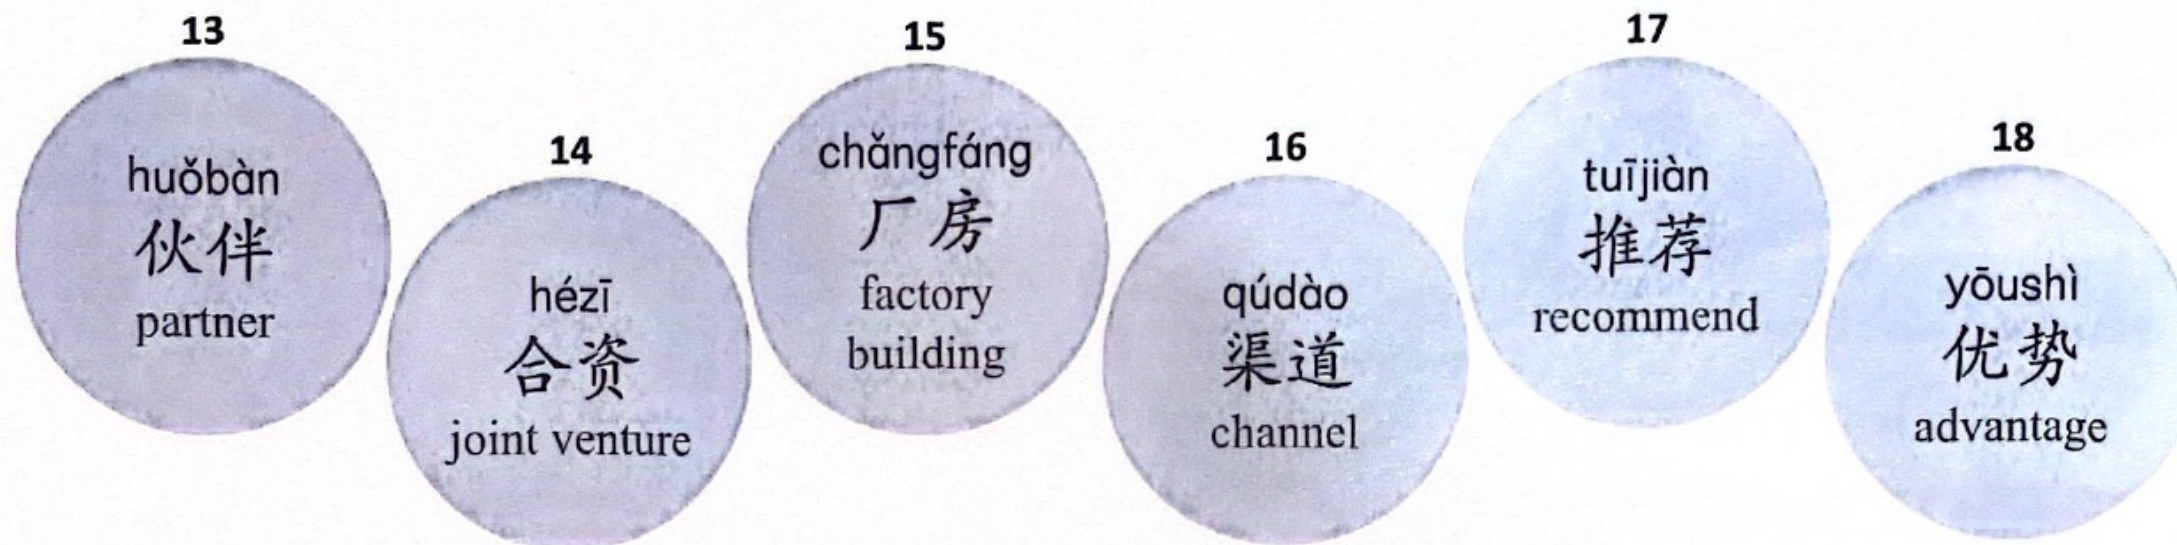 13
huǒbàn
伙伴
partner
14
hézī
合资
joint venture
15
chǎngfáng
厂房
factory
building
16
qúdào
渠道
channel
17
tuījiàn
推荐
recommend
18
yōushì
优势
advantage